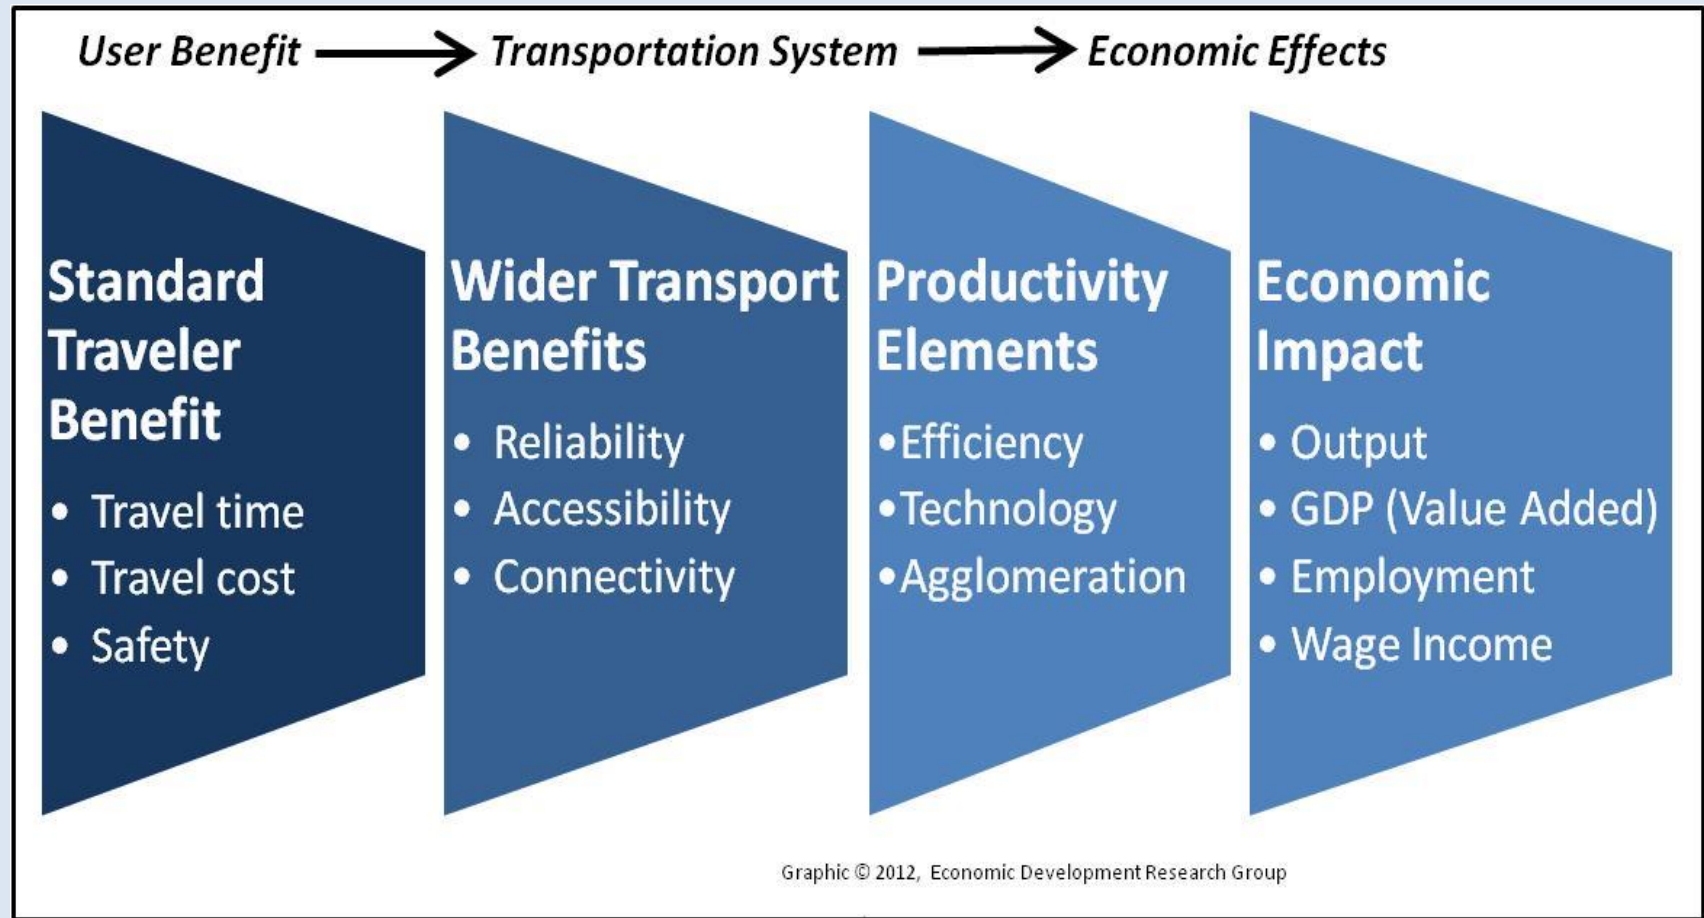 User Benefit → Transportation System → Economic Effects
Standard
Traveler
Benefit
• Travel time
• Travel cost
• Safety
Wider Transport
Benefits
• Reliability
• Accessibility
• Connectivity
Productivity
Elements
•Efficiency
•Technology
•Agglomeration
Economic
Impact
• Output
• GDP (Value Added)
• Employment
• Wage Income
Graphic © 2012, Economic Development Research Group